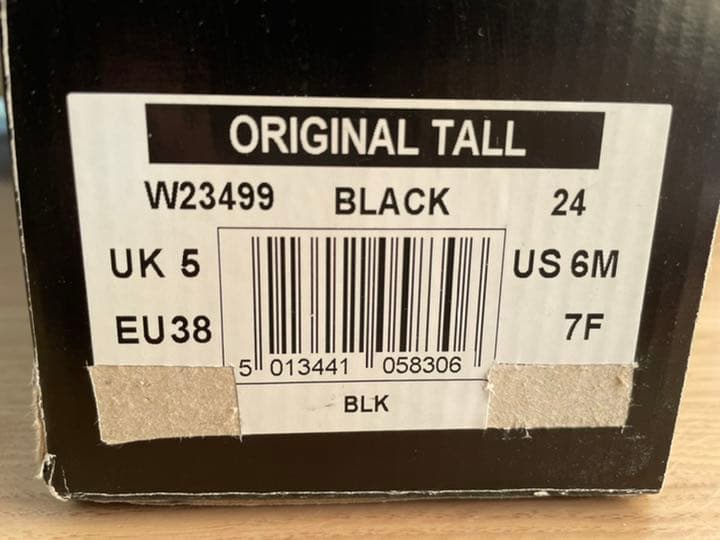 ORIGINAL TALL
W23499 BLACK 24
UK 5 US 6M
EU38 7F
5 013441 058306
BLK